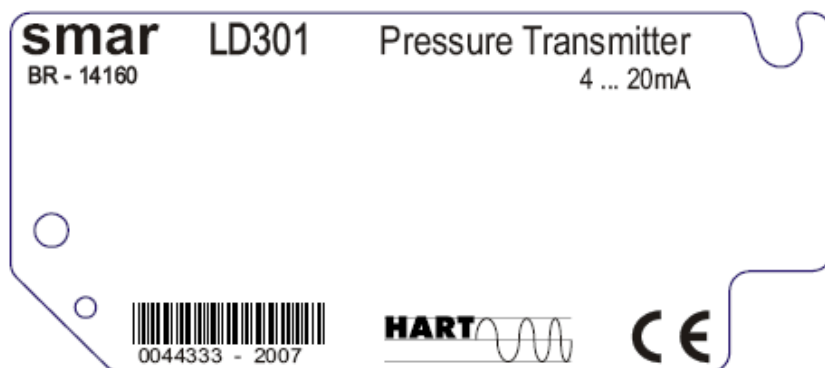 smar LD301 Pressure Transmitter
BR - 14160 4 ... 20mA
HART CE
0044333 - 2007